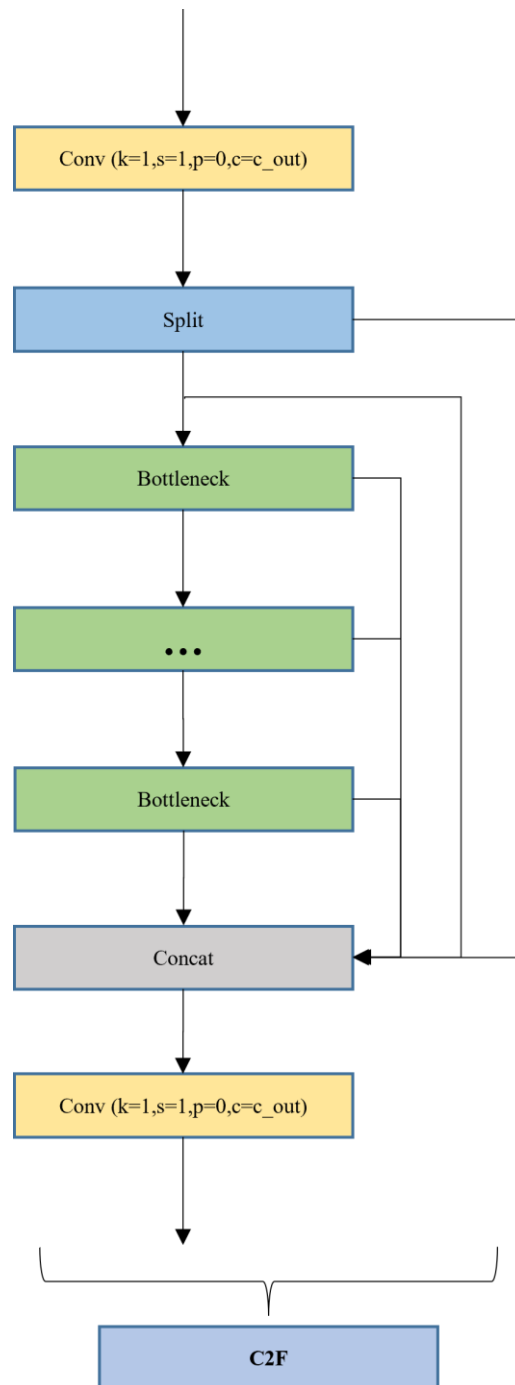 Conv (k=1,s=1,p=0,c=c_out)
Split
Bottleneck
...
Bottleneck
Concat
Conv (k=1,s=1,p=0,c=c_out)
C2F